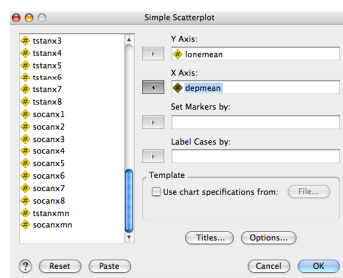 Simple Scatterplot
tstanx3
tstanx4
tstanx5
tstanx6
tstanx7
tstanx8
socanx1
socanx2
socanx3
socanx4
socanx5
socanx6
socanx7
socanx8
tstanxmn
socanxmn
Y Axis:
lonemean
X Axis:
depmean
Set Markers by:
Label Cases by:
Template
Use chart specifications from: File...
Titles... Options...
? Reset Paste Cancel OK